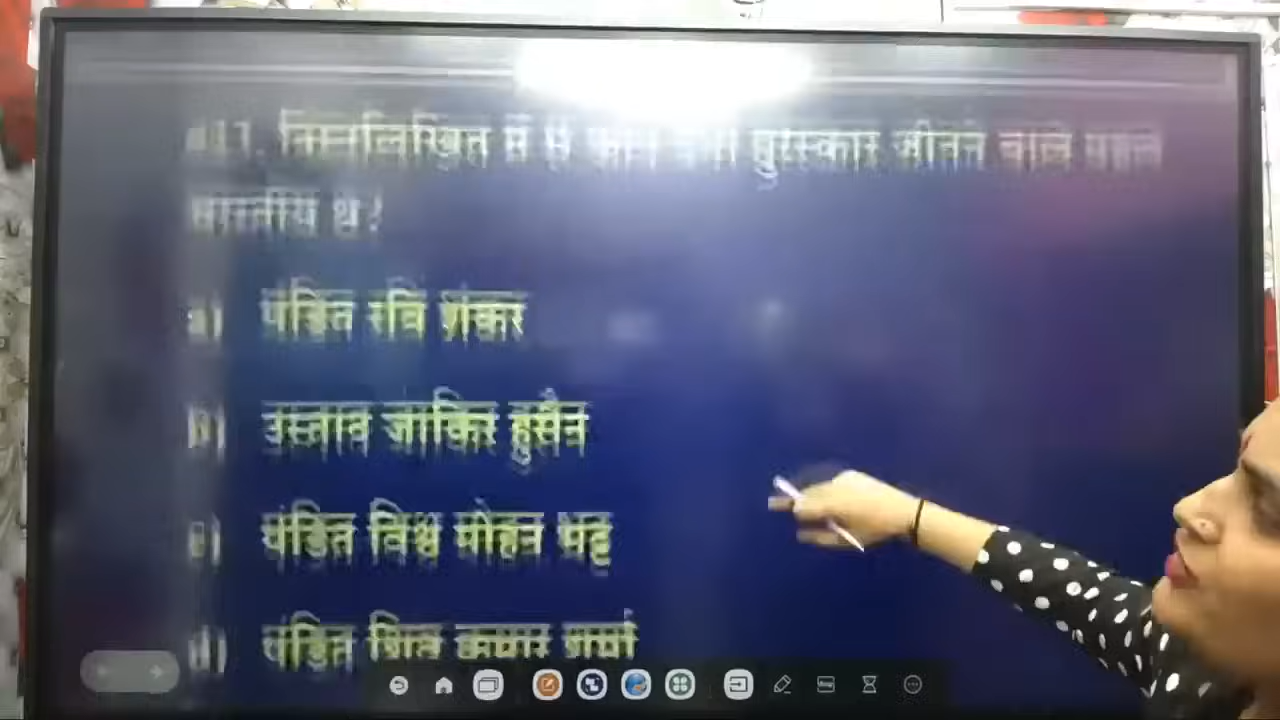 निम्नलिखित में से कौन पुरस्कार जीतने वाले पहले
भारतीय थे?
a) पंडित रवि शंकर
b) उस्ताद जाकिर हुसैन
c) पंडित विश्व मोहन भट्ट
d) पंडित शिव कुमार शर्मा